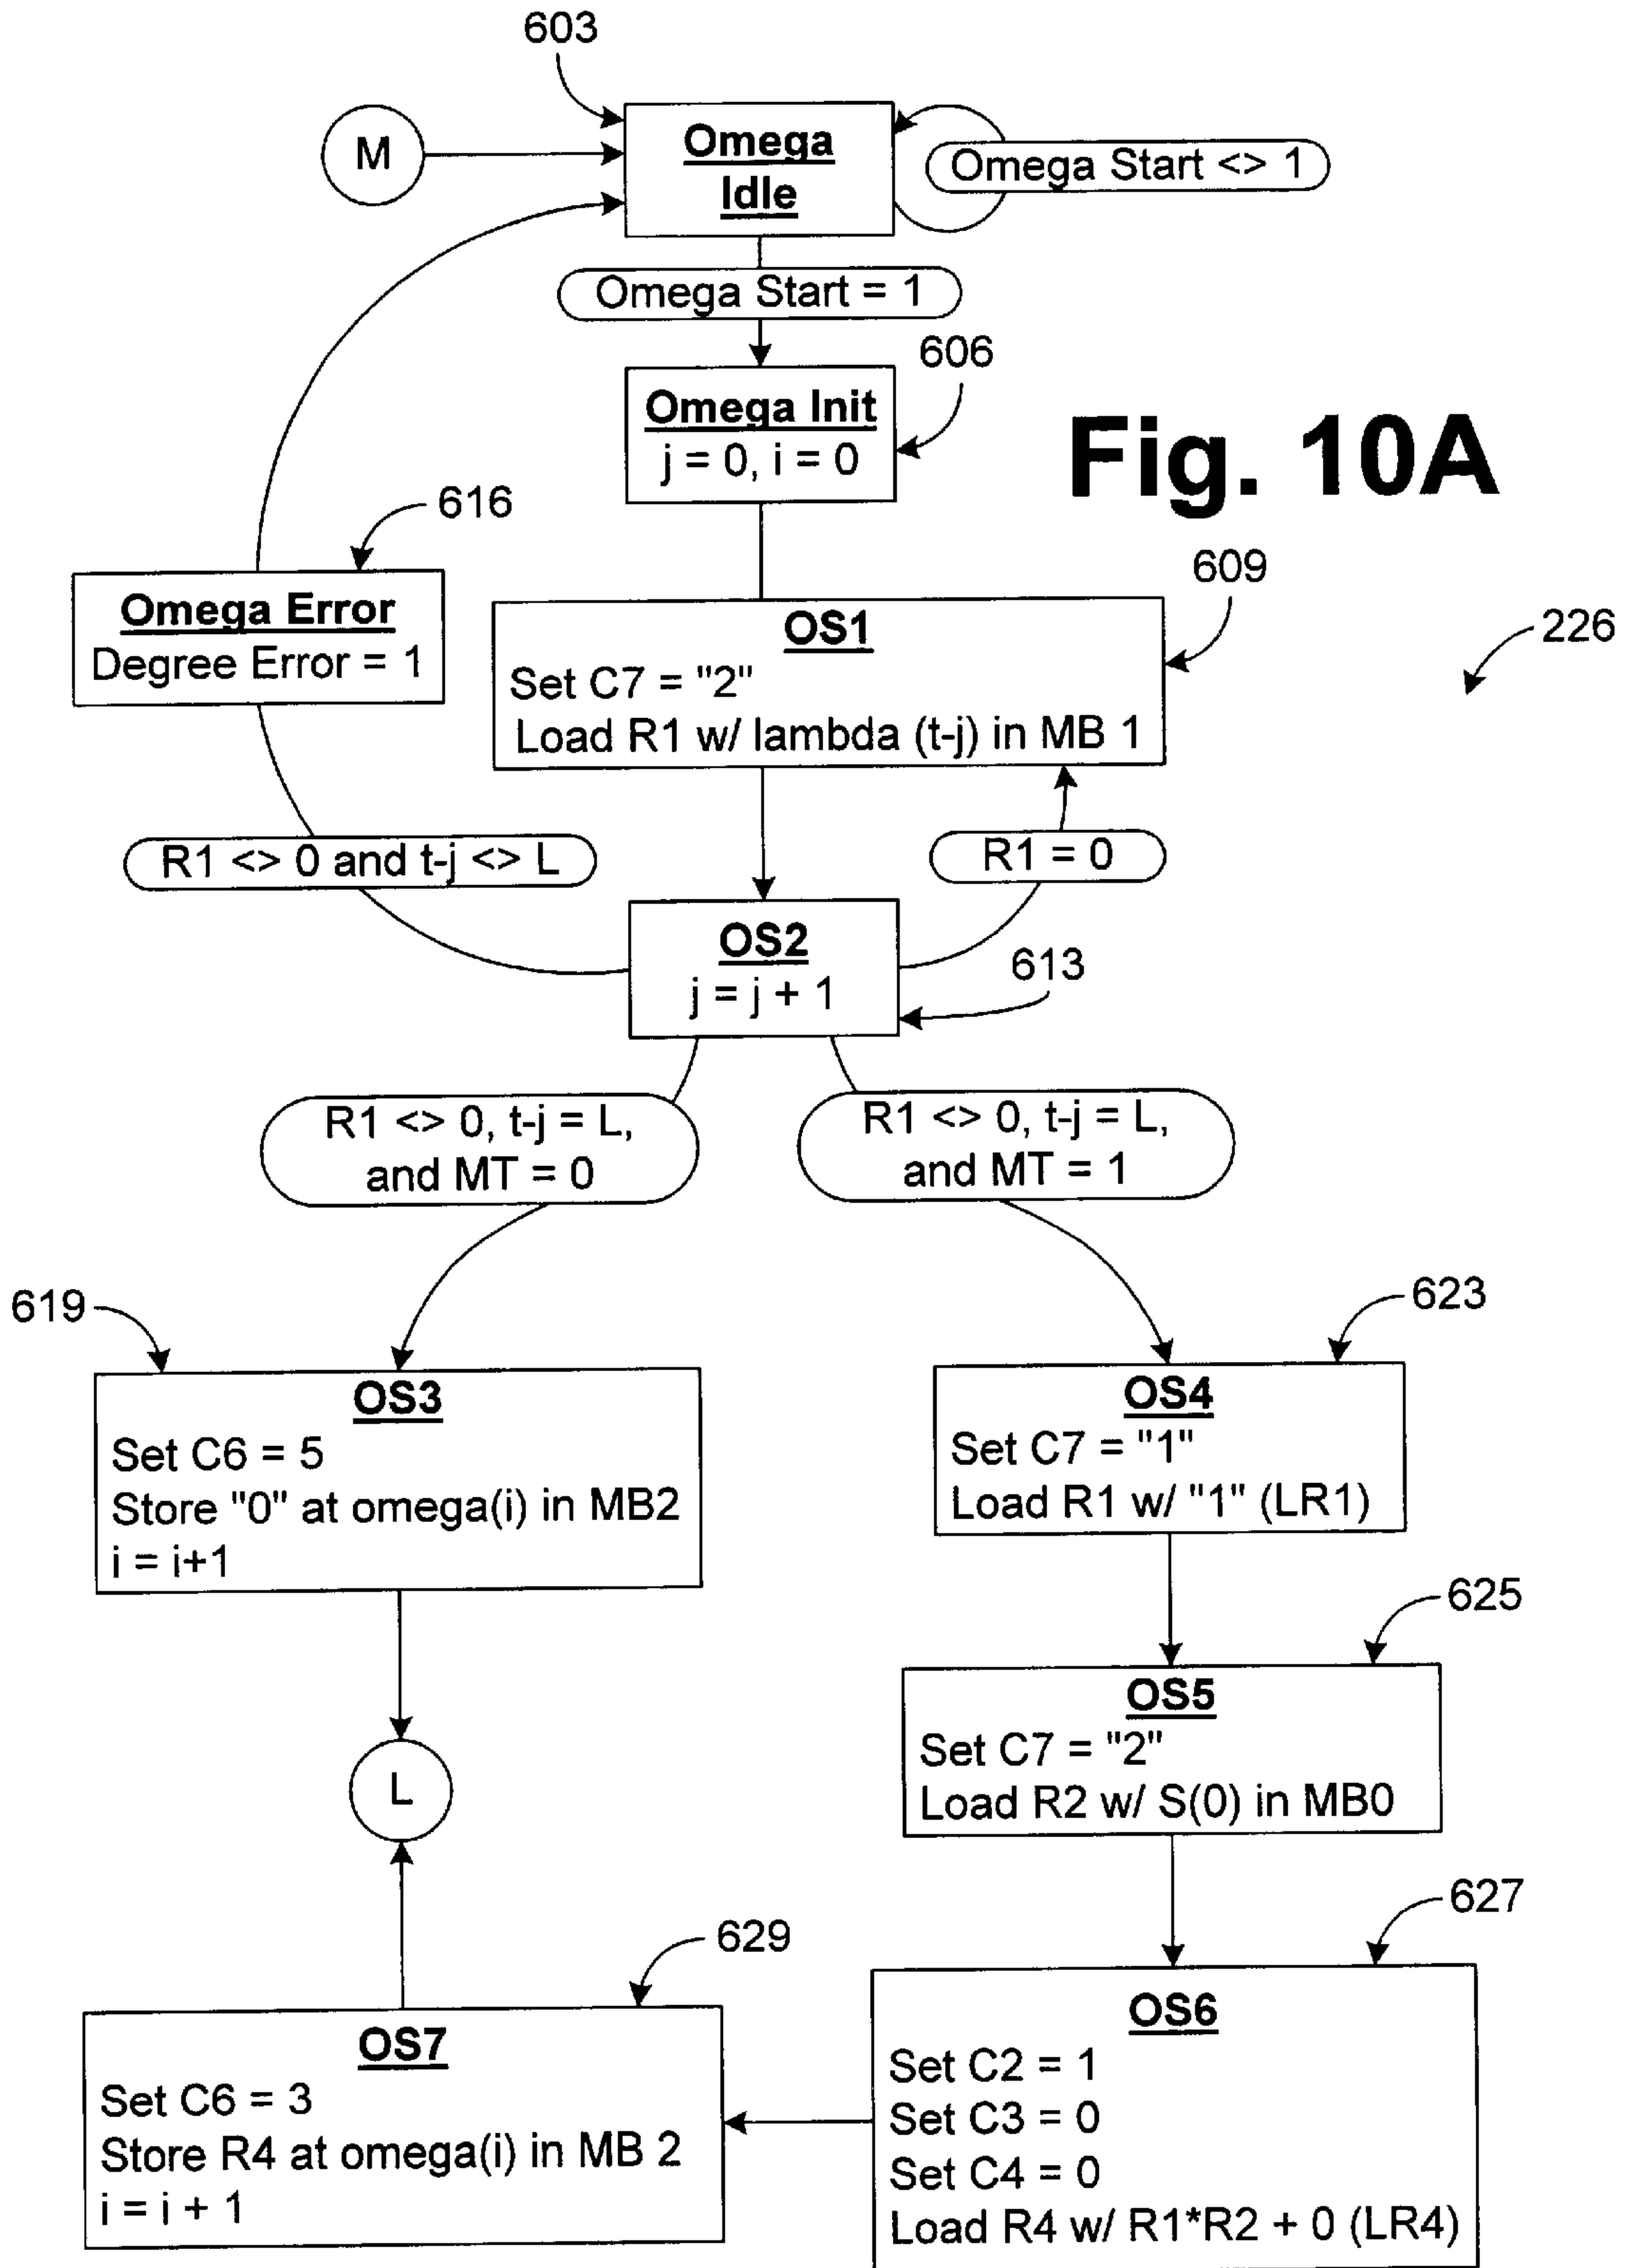 603
M
Omega
Idle
Omega Start <> 1
Omega Start = 1
606
Omega Init
j = 0, i = 0
Fig. 10A
616
Omega Error
Degree Error = 1
609
OS1
Set C7 = "2"
Load R1 w/ lambda (t-j) in MB 1
226
R1 <> 0 and t-j <> L
R1 = 0
OS2
j = j + 1
613
R1 <> 0, t-j = L,
and MT = 0
R1 <> 0, t-j = L,
and MT = 1
619
OS3
Set C6 = 5
Store "0" at omega(i) in MB2
i = i+1
623
OS4
Set C7 = "1"
Load R1 w/ "1" (LR1)
625
OS5
Set C7 = "2"
Load R2 w/ S(0) in MB0
L
627
OS6
Set C2 = 1
Set C3 = 0
Set C4 = 0
Load R4 w/ R1*R2 + 0 (LR4)
629
OS7
Set C6 = 3
Store R4 at omega(i) in MB 2
i = i + 1